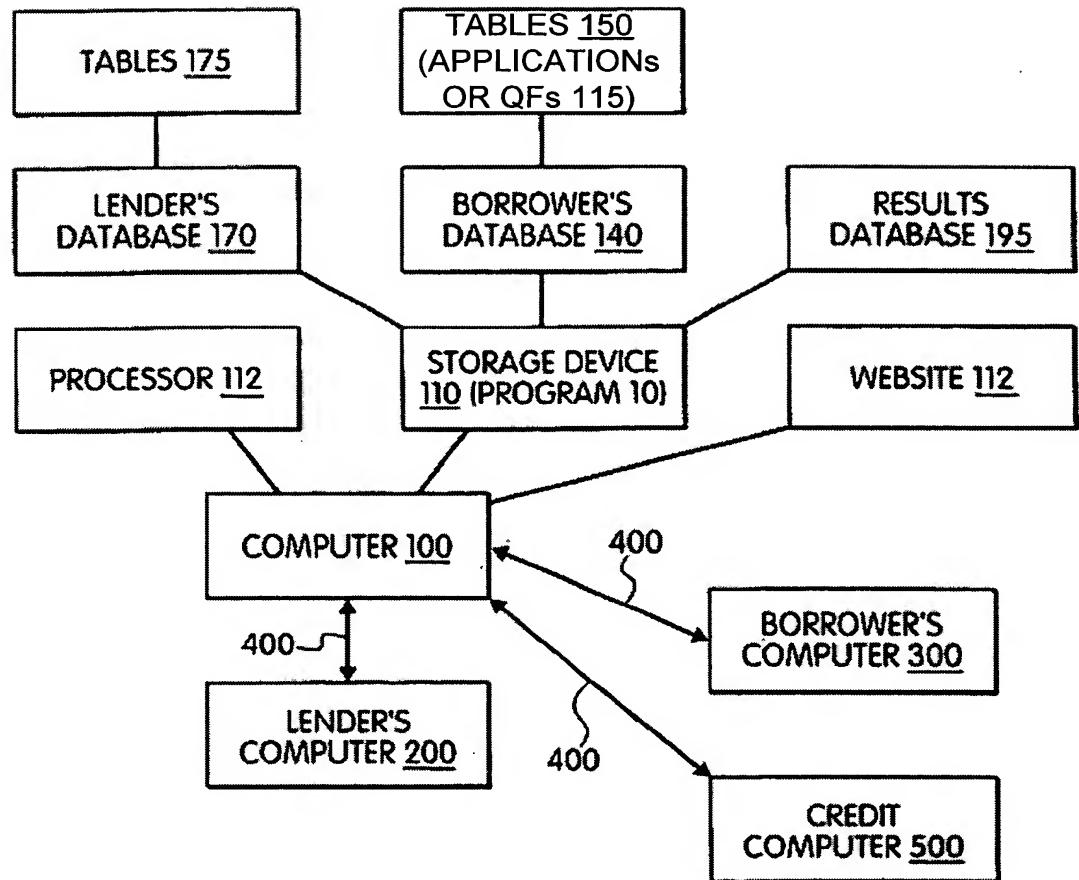 TABLES 175
TABLES 150
(APPLICATIONs
OR QFs 115)
LENDER'S
DATABASE 170
BORROWER'S
DATABASE 140
RESULTS
DATABASE 195
PROCESSOR 112
STORAGE DEVICE
110 (PROGRAM 10)
WEBSITE 112
COMPUTER 100
400
400
BORROWER'S
COMPUTER 300
LENDER'S
COMPUTER 200
400
CREDIT
COMPUTER 500